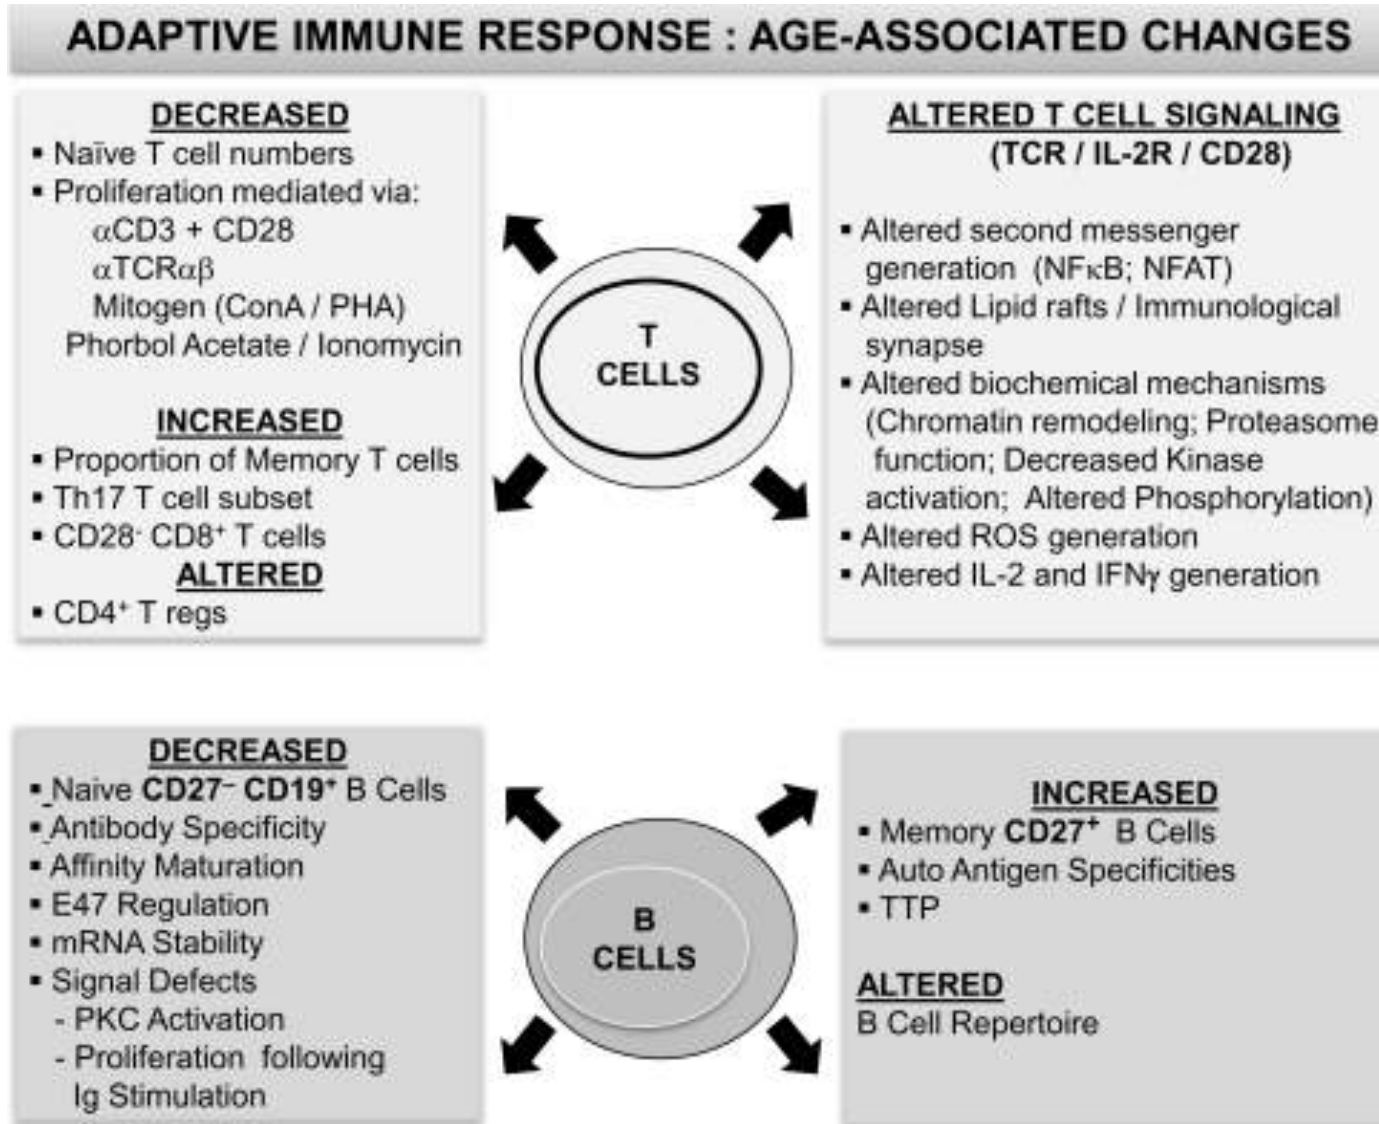 ADAPTIVE IMMUNE RESPONSE : AGE-ASSOCIATED CHANGES
DECREASED
▪ Naïve T cell numbers
▪ Proliferation mediated via:
αCD3 + CD28
αTCRαβ
Mitogen (ConA / PHA)
Phorbol Acetate / Ionomycin
INCREASED
▪ Proportion of Memory T cells
▪ Th17 T cell subset
▪ CD28⁻ CD8⁺ T cells
ALTERED
▪ CD4⁺ T regs
T
CELLS
ALTERED T CELL SIGNALING
(TCR / IL-2R / CD28)
▪ Altered second messenger
generation (NFκB; NFAT)
▪ Altered Lipid rafts / Immunological
synapse
▪ Altered biochemical mechanisms
(Chromatin remodeling; Proteasome
function; Decreased Kinase
activation; Altered Phosphorylation)
▪ Altered ROS generation
▪ Altered IL-2 and IFNγ generation
DECREASED
▪ Naive CD27⁻ CD19⁺ B Cells
▪ Antibody Specificity
▪ Affinity Maturation
▪ E47 Regulation
▪ mRNA Stability
▪ Signal Defects
- PKC Activation
- Proliferation following
Ig Stimulation
B
CELLS
INCREASED
▪ Memory CD27⁺ B Cells
▪ Auto Antigen Specificities
▪ TTP
ALTERED
B Cell Repertoire